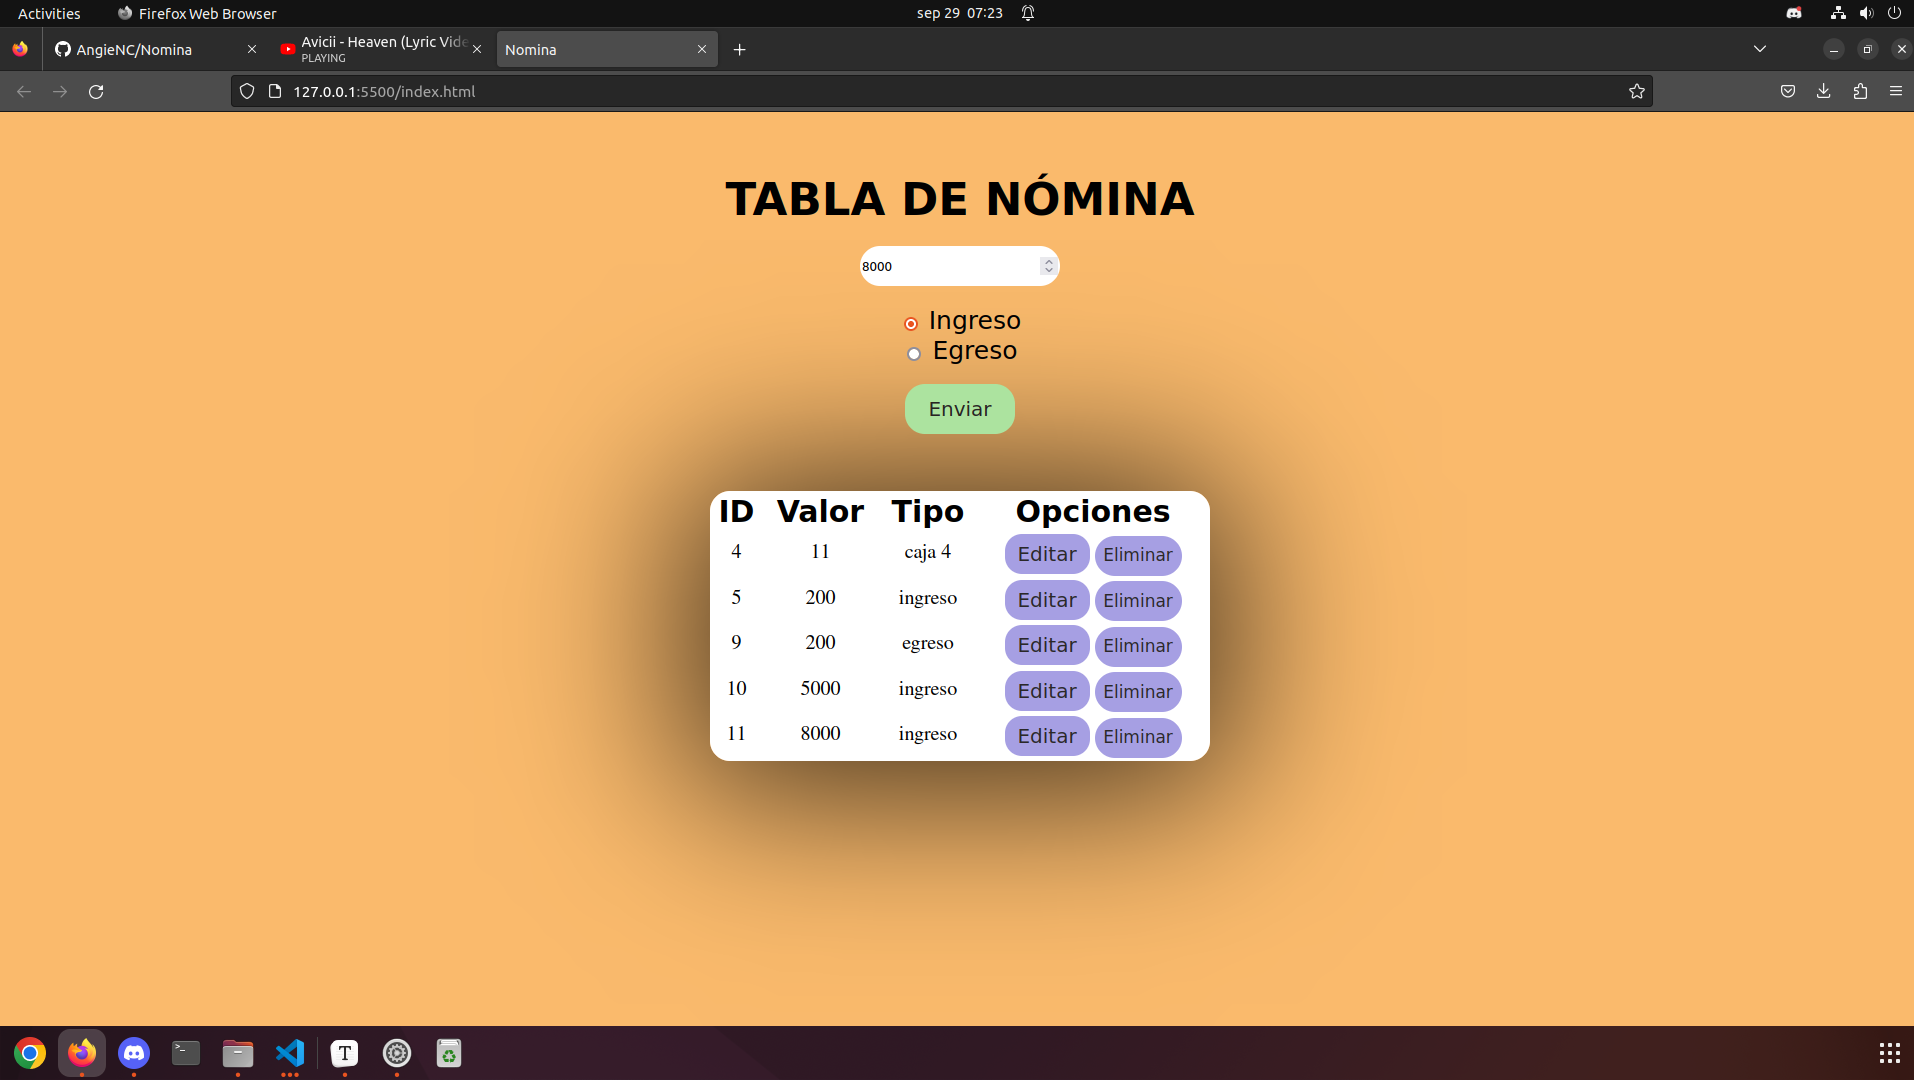 Activities Firefox Web Browser sep 29 07:23
AngieNC/Nomina Avicii - Heaven (Lyric Vide Nomina
PLAYING
127.0.0.1:5500/index.html
TABLA DE NÓMINA
8000
Ingreso
Egreso
Enviar
ID Valor Tipo Opciones
4 11 caja 4 Editar Eliminar
5 200 ingreso Editar Eliminar
9 200 egreso Editar Eliminar
10 5000 ingreso Editar Eliminar
11 8000 ingreso Editar Eliminar
T